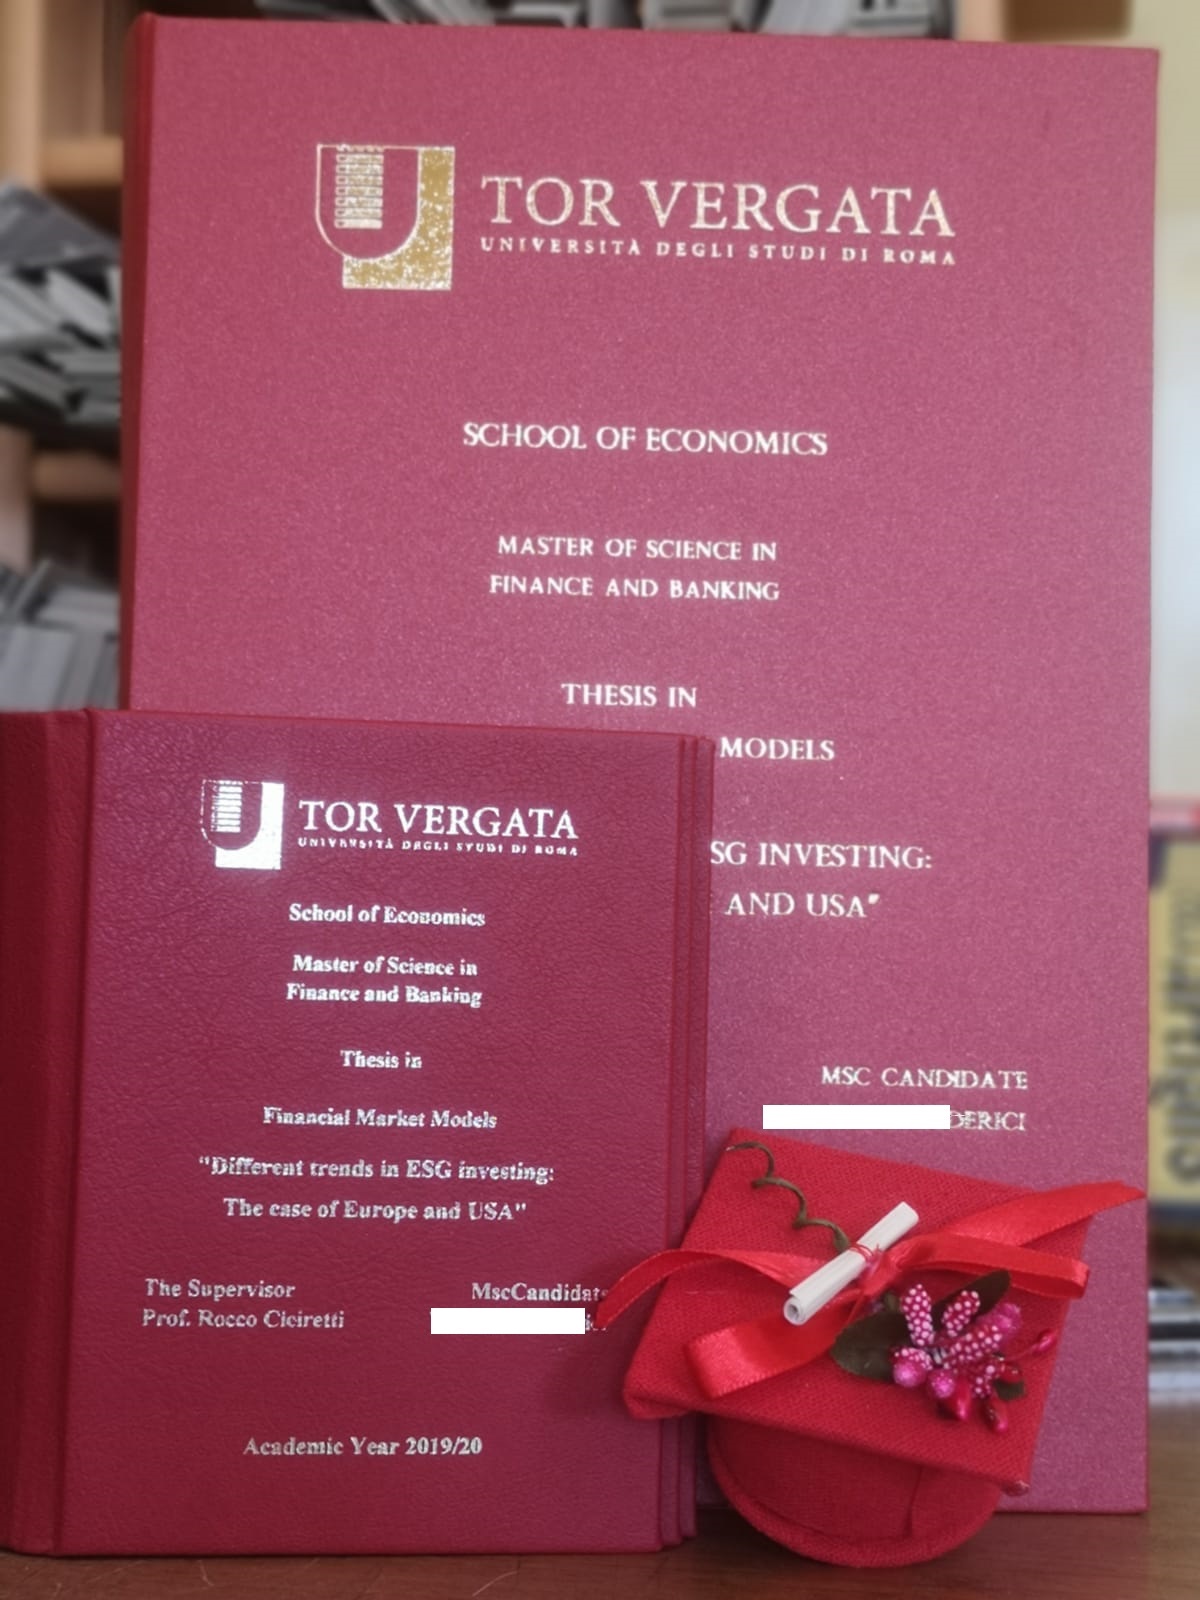 TOR VERGATA
UNIVERSITÀ DEGLI STUDI DI ROMA
SCHOOL OF ECONOMICS
MASTER OF SCIENCE IN
FINANCE AND BANKING
THESIS IN
MODELS
SG INVESTING:
AND USA"
MSC CANDIDATE
DERICI
TOR VERGATA
UNIVERSITÀ DEGLI STUDI DI ROMA
School of Economics
Master of Science in
Finance and Banking
Thesis in
Financial Market Models
"Different trends in ESG investing:
The case of Europe and USA"
The Supervisor
Prof. Rocco Ciciretti
MscCandidate
Academic Year 2019/20